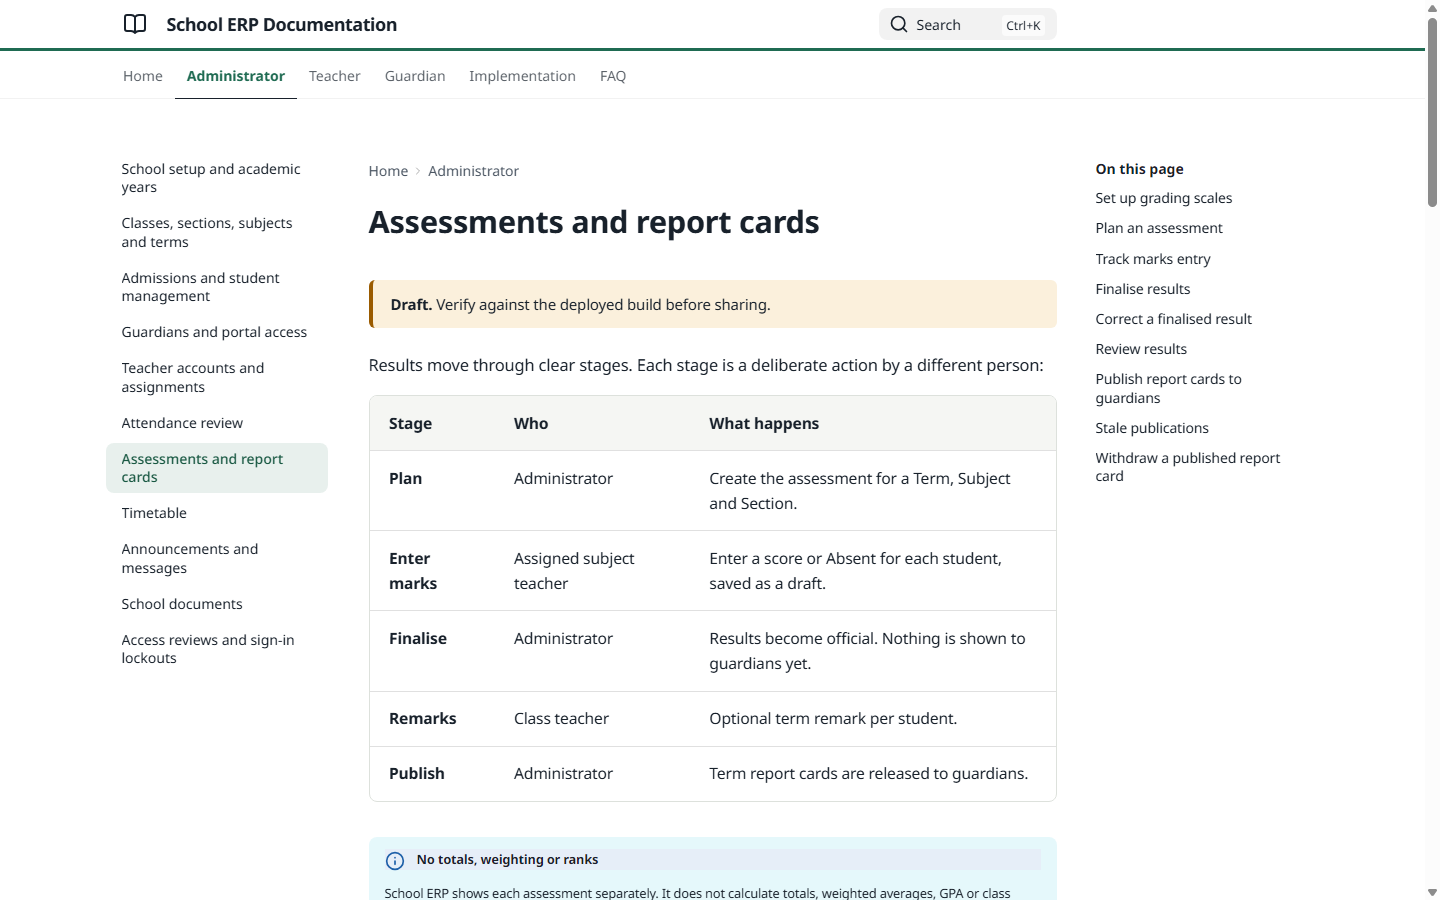 School ERP Documentation
Search
Ctrl+K
Home
Administrator
Teacher
Guardian
Implementation
FAQ
School setup and academic
years
Classes, sections, subjects
and terms
Admissions and student
management
Guardians and portal access
Teacher accounts and
assignments
Attendance review
Assessments and report
cards
Timetable
Announcements and
messages
School documents
Access reviews and sign-in
lockouts
Home › Administrator
Assessments and report cards
Draft. Verify against the deployed build before sharing.
Results move through clear stages. Each stage is a deliberate action by a different person:
Stage
Who
What happens
Plan
Administrator
Create the assessment for a Term, Subject
and Section.
Enter
marks
Assigned subject
teacher
Enter a score or Absent for each student,
saved as a draft.
Finalise
Administrator
Results become official. Nothing is shown to
guardians yet.
Remarks
Class teacher
Optional term remark per student.
Publish
Administrator
Term report cards are released to guardians.
No totals, weighting or ranks
School ERP shows each assessment separately. It does not calculate totals, weighted averages, GPA or class
On this page
Set up grading scales
Plan an assessment
Track marks entry
Finalise results
Correct a finalised result
Review results
Publish report cards to
guardians
Stale publications
Withdraw a published report
card